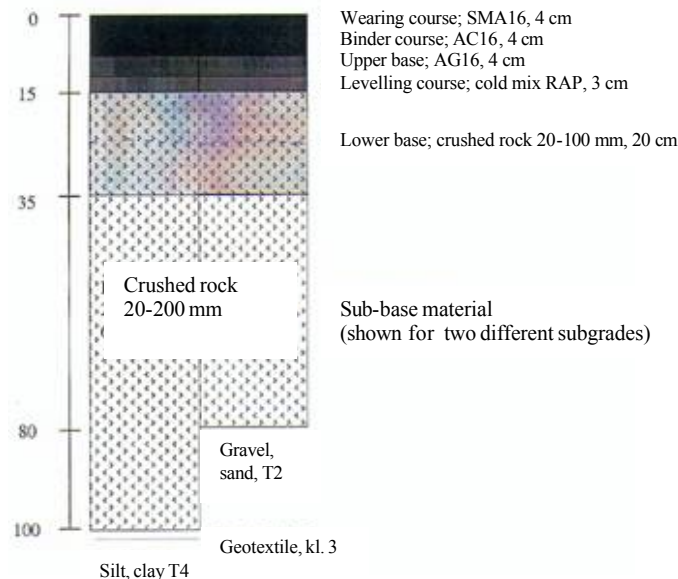 0
15
35
80
100
Wearing course; SMA16, 4 cm
Binder course; AC16, 4 cm
Upper base; AG16, 4 cm
Levelling course; cold mix RAP, 3 cm
Lower base; crushed rock 20-100 mm, 20 cm
Crushed rock
20-200 mm
Sub-base material
(shown for two different subgrades)
Gravel,
sand, T2
Geotextile, kl. 3
Silt, clay T4